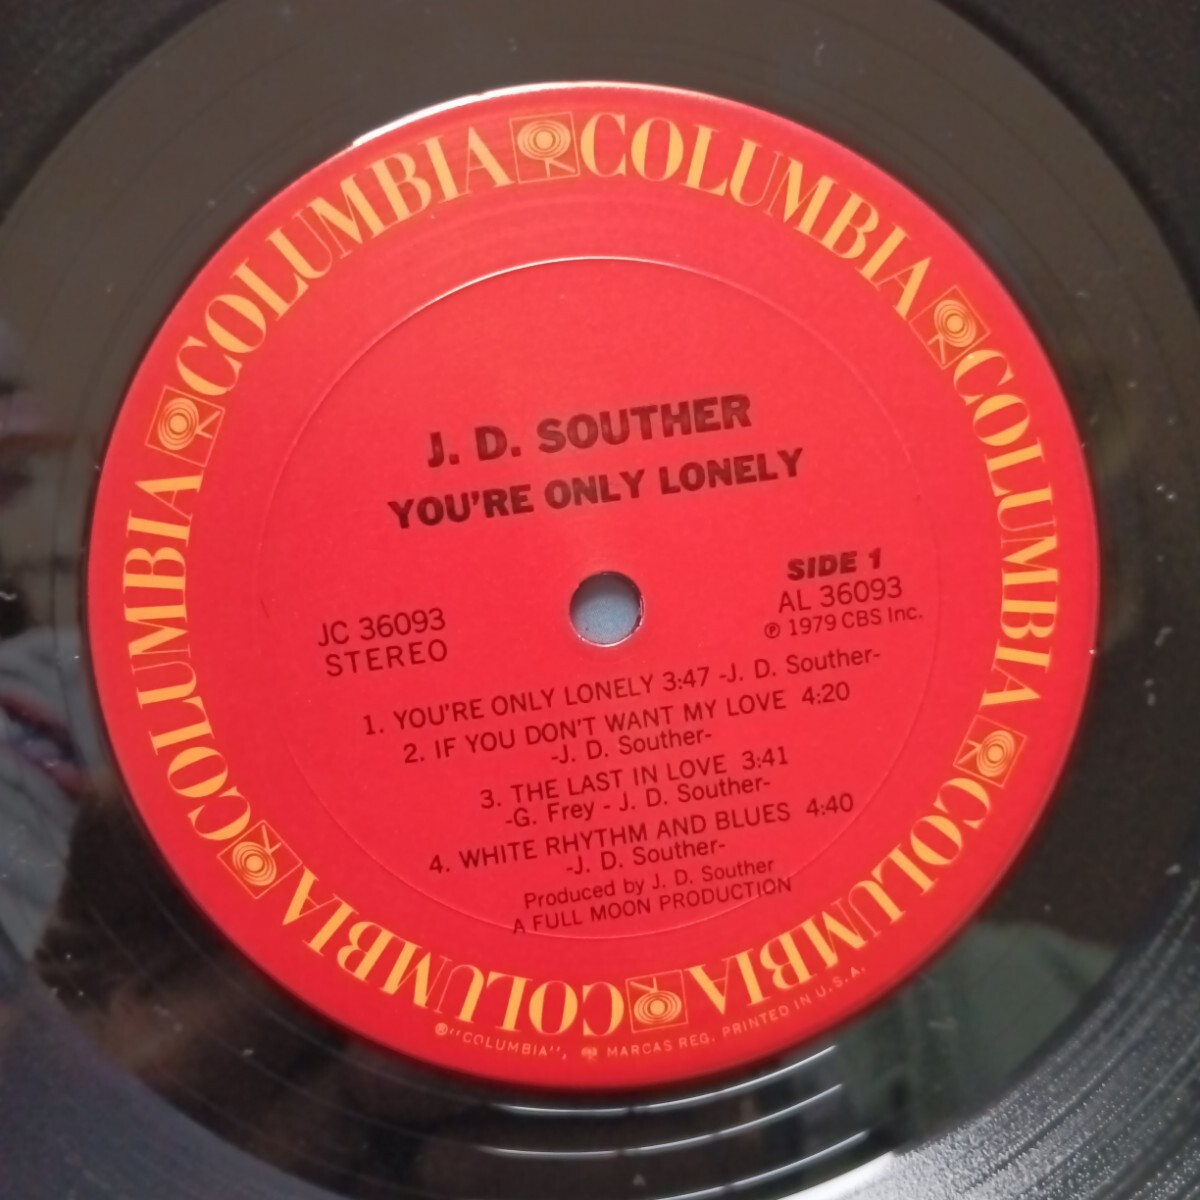 COLUMBIA COLUMBIA COLUMBIA COLUMBIA COLUMBIA COLUMBIA
J. D. SOUTHER
YOU'RE ONLY LONELY
JC 36093
STEREO
SIDE 1
AL 36093
℗ 1979 CBS Inc.
1. YOU'RE ONLY LONELY 3:47 -J. D. Souther-
2. IF YOU DON'T WANT MY LOVE 4:20
-J. D. Souther-
3. THE LAST IN LOVE 3:41
-G. Frey - J. D. Souther-
4. WHITE RHYTHM AND BLUES 4:40
-J. D. Souther-
Produced by J. D. Souther
A FULL MOON PRODUCTION
®"COLUMBIA", MARCAS REG. PRINTED IN U.S.A.